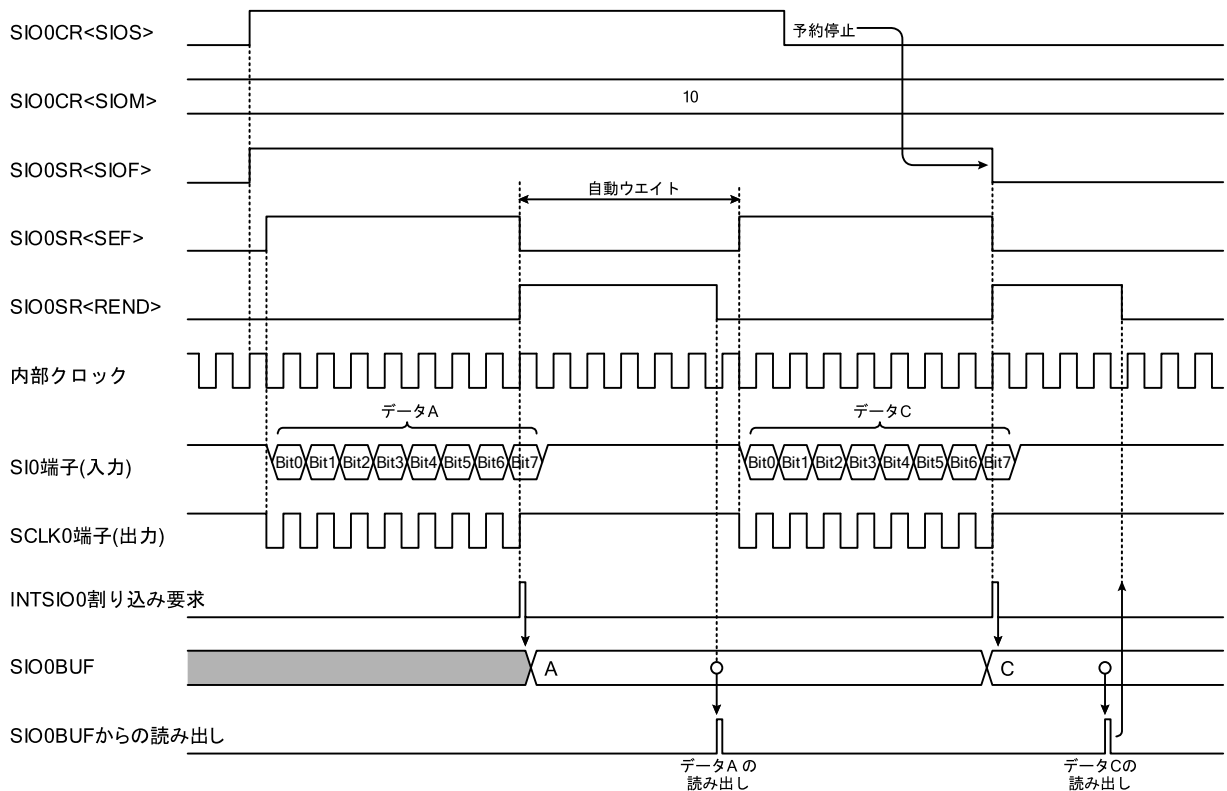 SIO0CR<SIOS>
予約停止
SIO0CR<SIOM>
10
SIO0SR<SIOF>
自動ウエイト
SIO0SR<SEF>
SIO0SR<REND>
内部クロック
データA
データC
SI0端子(入力)
Bit0 Bit1 Bit2 Bit3 Bit4 Bit5 Bit6 Bit7
Bit0 Bit1 Bit2 Bit3 Bit4 Bit5 Bit6 Bit7
SCLK0端子(出力)
INTSIO0割り込み要求
SIO0BUF
A
C
SIO0BUFからの読み出し
データA の
読み出し
データCの
読み出し